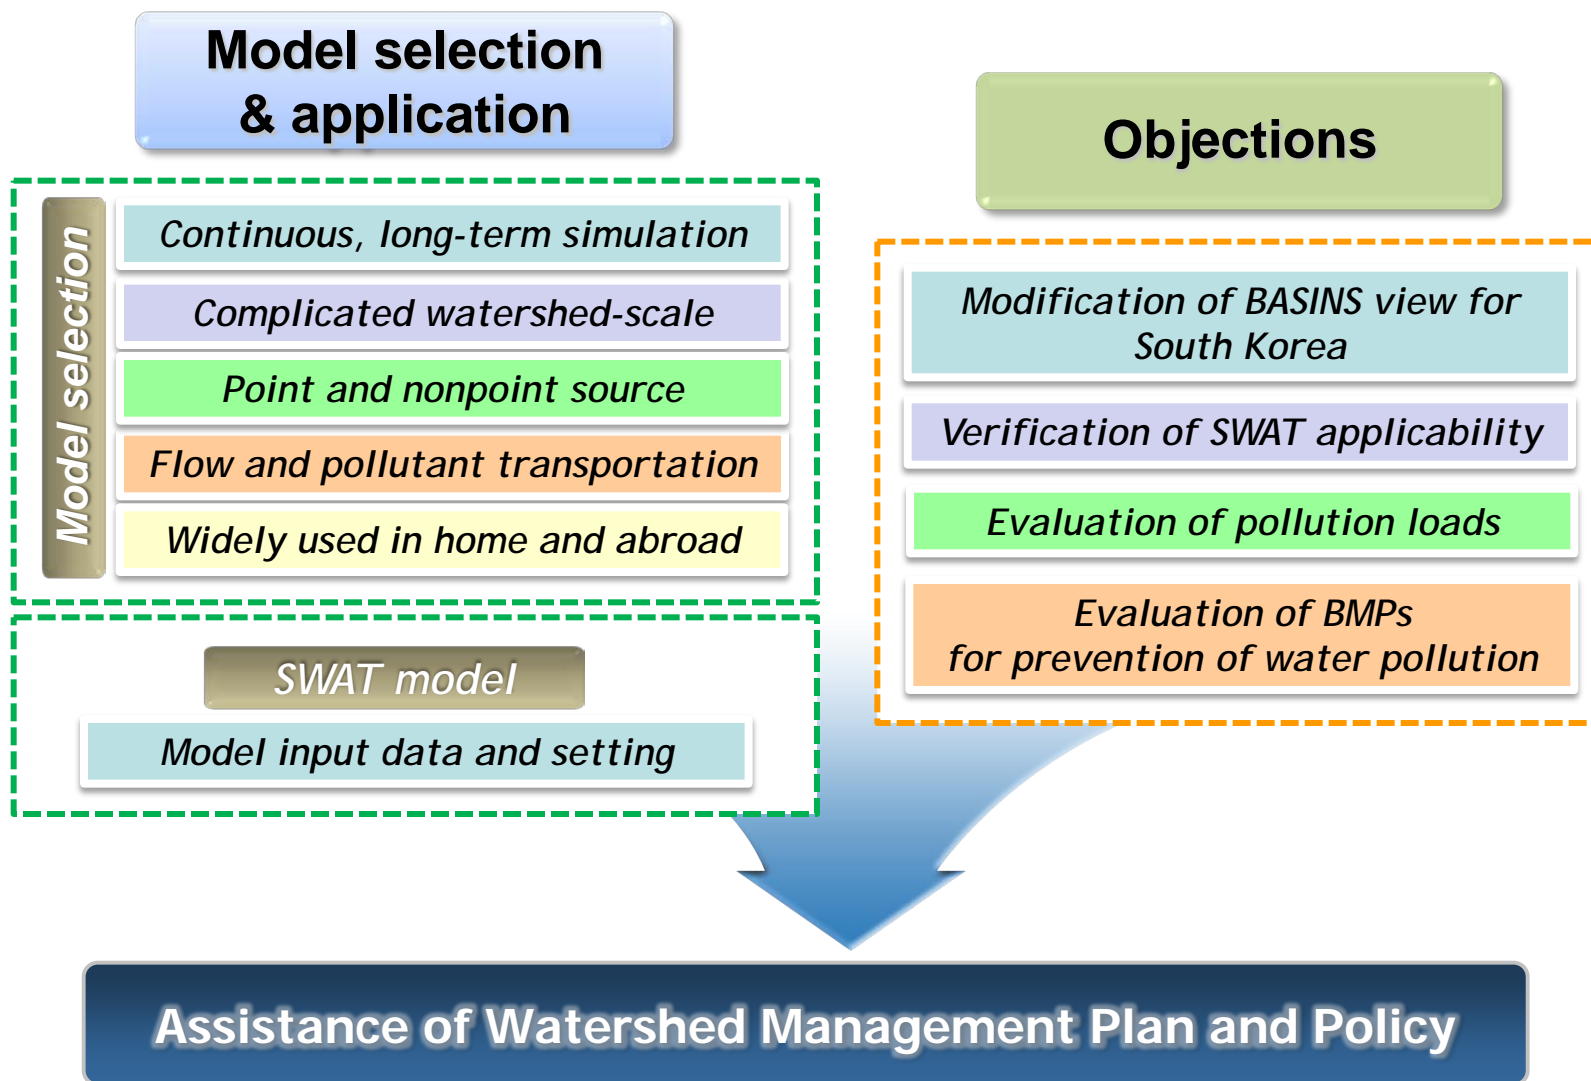 Model selection
& application
Model selection
Continuous, long-term simulation
Complicated watershed-scale
Point and nonpoint source
Flow and pollutant transportation
Widely used in home and abroad
SWAT model
Model input data and setting
Objections
Modification of BASINS view for
South Korea
Verification of SWAT applicability
Evaluation of pollution loads
Evaluation of BMPs
for prevention of water pollution
Assistance of Watershed Management Plan and Policy